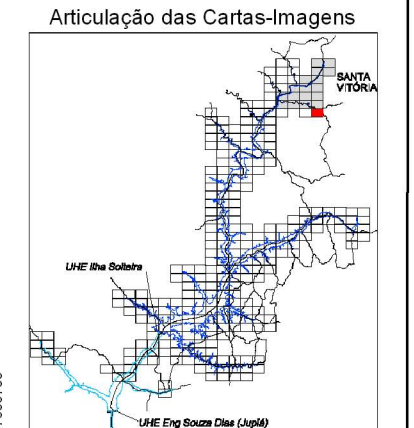 Articulação das Cartas-Imagens
SANTA
VITÓRIA
UHE Ilha Solteira
UHE Eng Souza Dias (Jupiá)